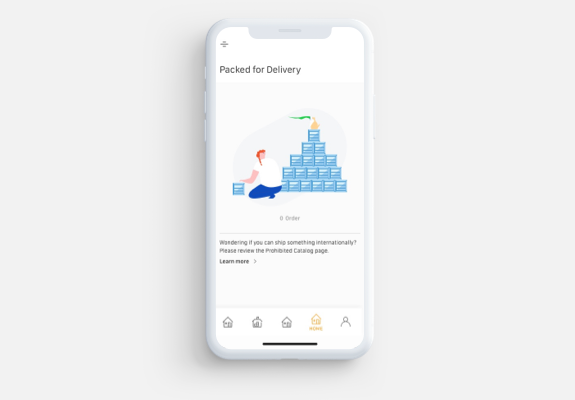 Packed for Delivery
0 Order
Wondering if you can ship something internationally?
Please review the Prohibited Catalog page.
Learn more
HOME